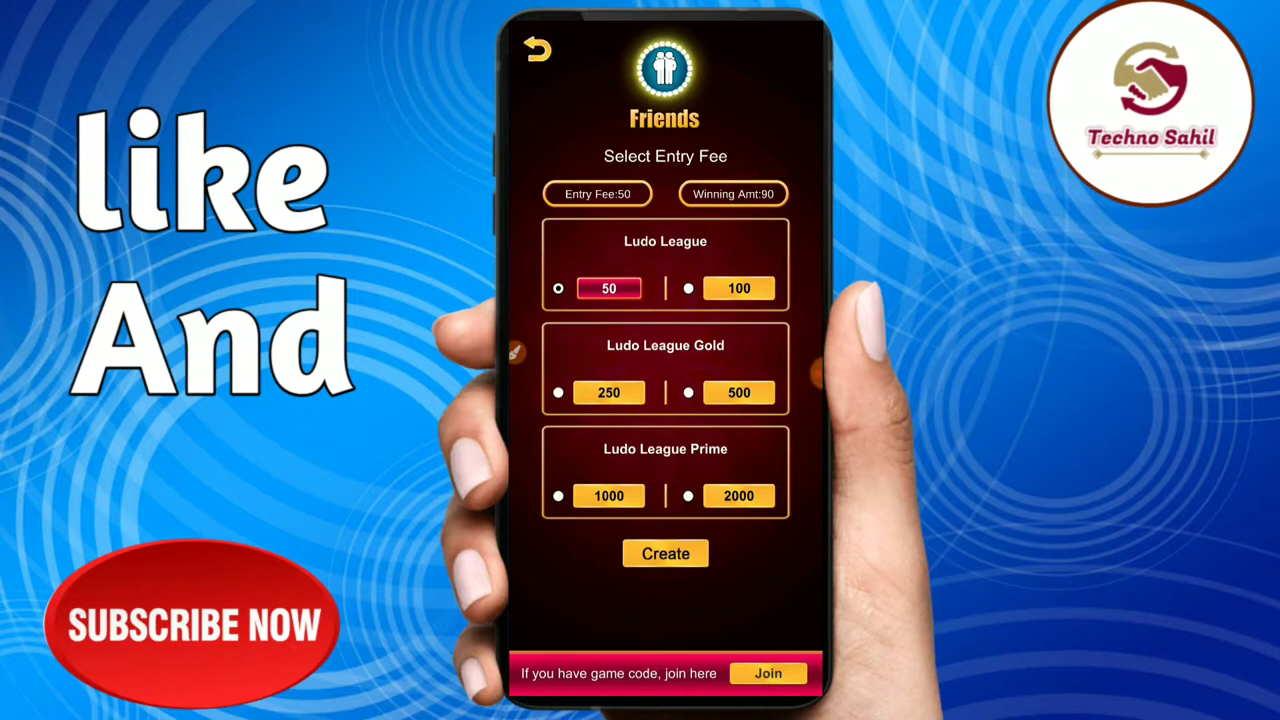 like
And
SUBSCRIBE NOW
Friends
Select Entry Fee
Entry Fee:50
Winning Amt:90
Ludo League
50
100
Ludo League Gold
250
500
Ludo League Prime
1000
2000
Create
If you have game code, join here
Join
Techno Sahil